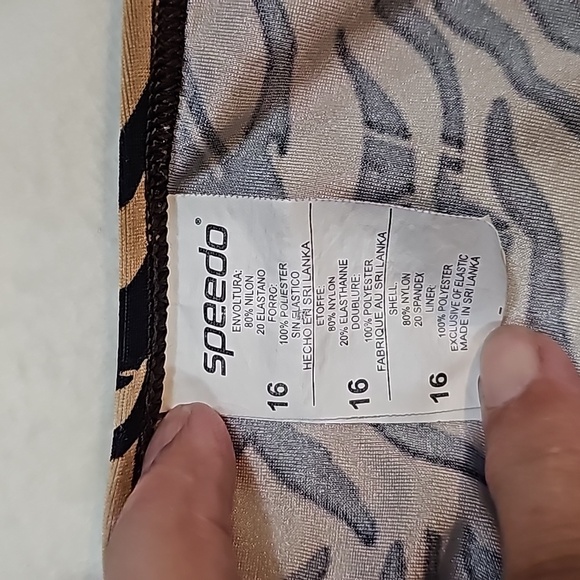 speedo®
ENVOLTURA:
80% NILON
20 ELASTANO
FORRO:
100% POLIESTER
SIN ELASTICO
HECHO EN SRI LANKA
16
ETOFFE:
80% NYLON
20% ELASTHANNE
DOUBLURE:
100% POLYESTER
FABRIQUE AU SRI LANKA
16
SHELL:
80% NYLON
20 SPANDEX
LINER:
100% POLYESTER
EXCLUSIVE OF ELASTIC
MADE IN SRI LANKA
16